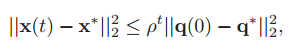 ||x(t) − x*||₂² ≤ ρᵗ||q(0) − q*||₂²,